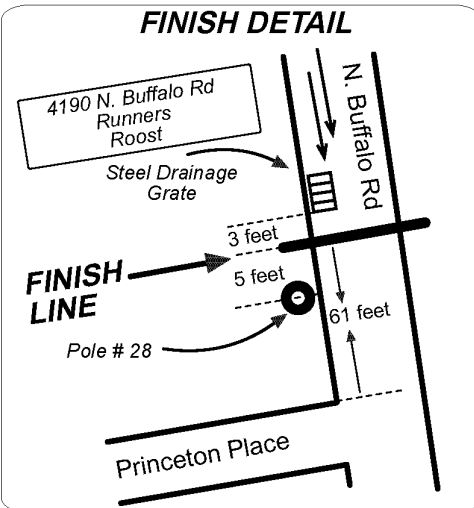 FINISH DETAIL
4190 N. Buffalo Rd
Runners
Roost
N. Buffalo Rd
Steel Drainage
Grate
3 feet
FINISH
LINE
5 feet
61 feet
Pole # 28
Princeton Place